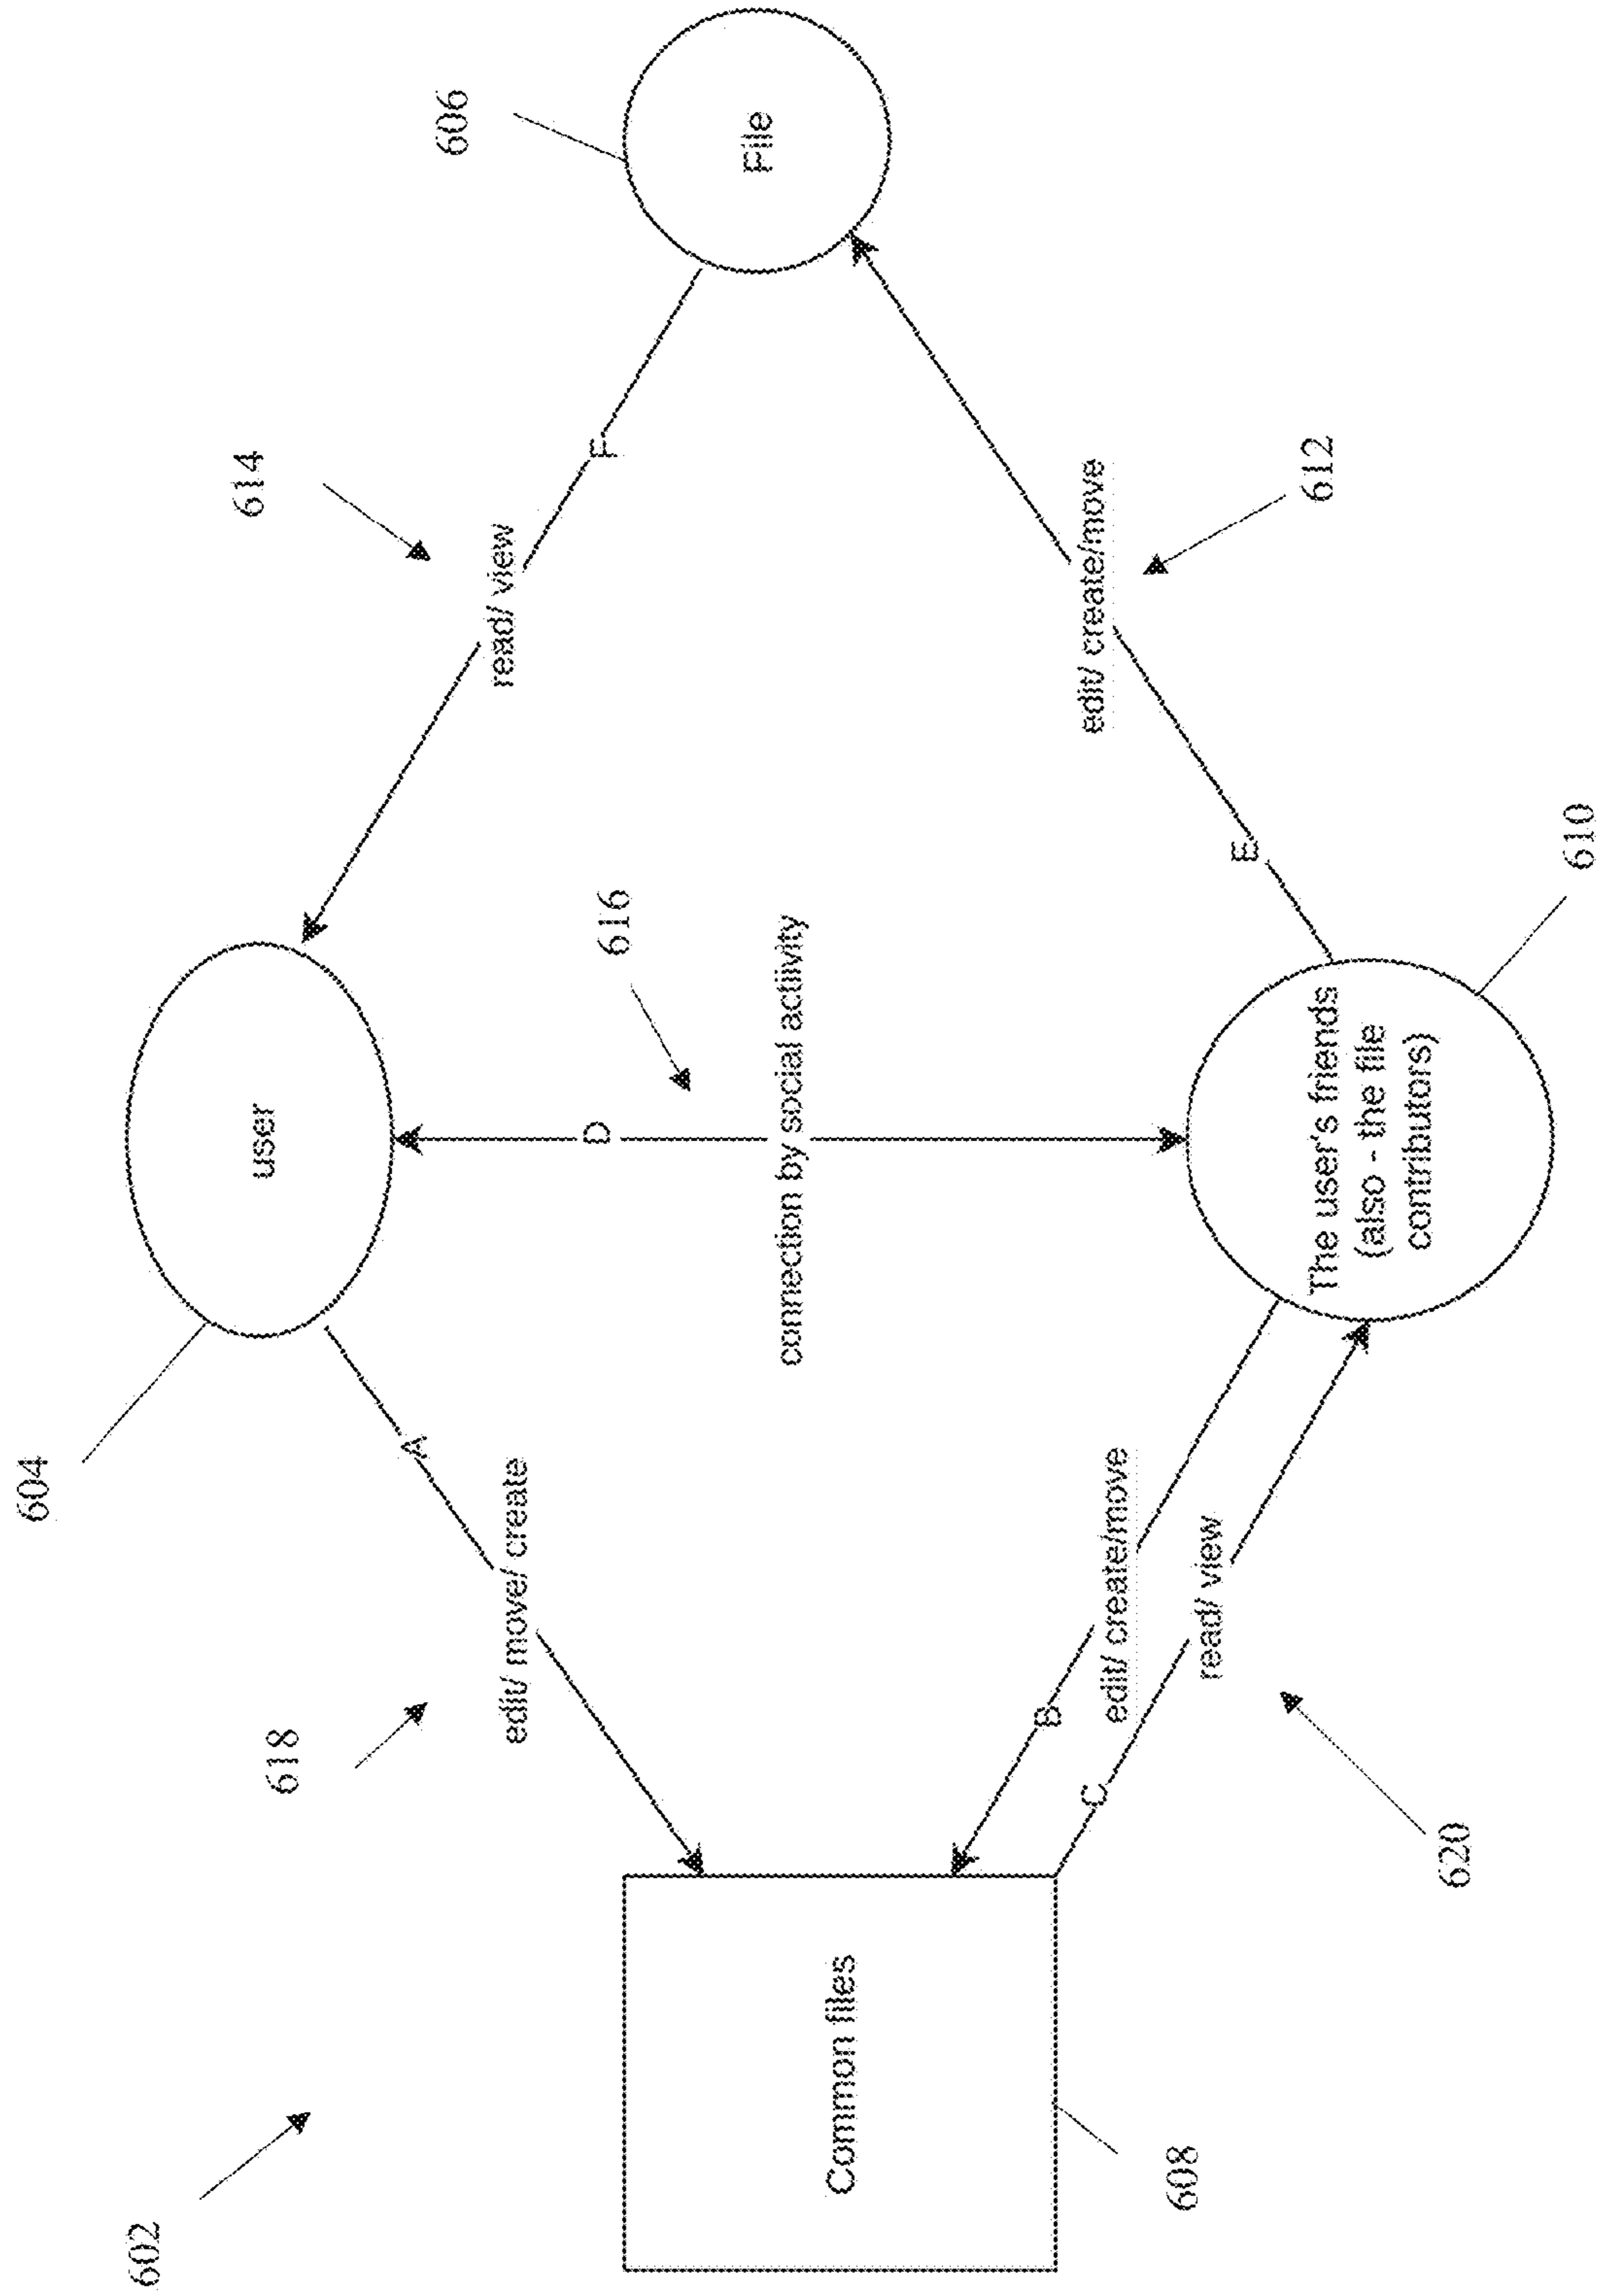 602
604
user
606
File
614
read/ view
F
616
D
connection by social activity
618
A
edit/ move/ create
Common files
608
B
edit/ create/move
C
read/ view
620
The user's friends
(also - the file
contributors)
610
E
edit/ create/move
612